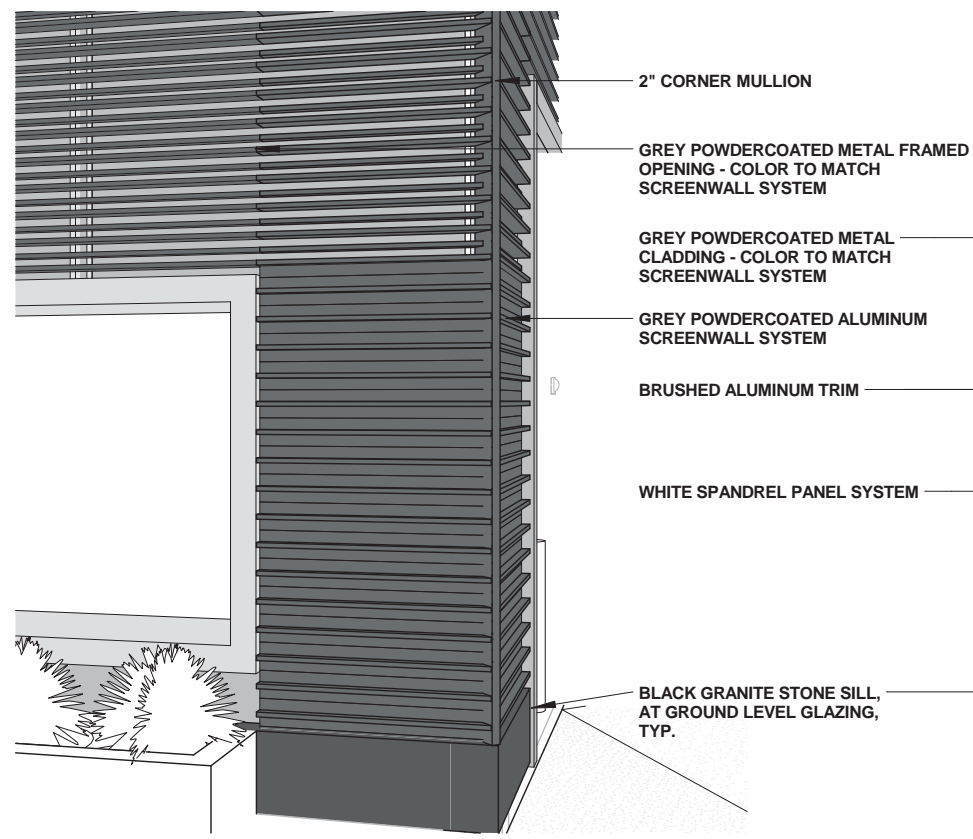 2" CORNER MULLION
GREY POWDERCOATED METAL FRAMED
OPENING - COLOR TO MATCH
SCREENWALL SYSTEM
GREY POWDERCOATED METAL
CLADDING - COLOR TO MATCH
SCREENWALL SYSTEM
GREY POWDERCOATED ALUMINUM
SCREENWALL SYSTEM
BRUSHED ALUMINUM TRIM
WHITE SPANDREL PANEL SYSTEM
BLACK GRANITE STONE SILL,
AT GROUND LEVEL GLAZING,
TYP.